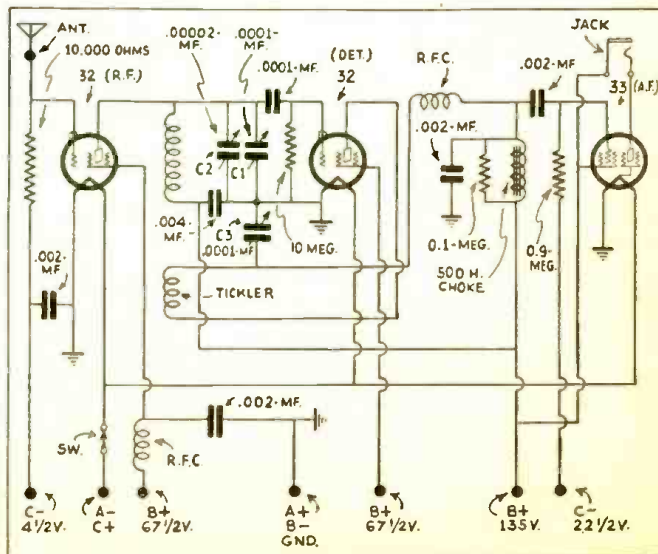 ANT.
10,000 OHMS
32 (R.F.)
.00002-
MF.
.0001-
MF.
.0001-MF.
(DET.)
32
R.F.C.
.002-MF.
JACK
33 (A.F.)
C2
C1
.002-MF.
.004-
MF.
C3
.0001-MF
10 MEG.
0.1-MEG.
500 H.
CHOKE
0.9-
MEG.
.002-
MF.
TICKLER
.002-MF.
SW.
R.F.C.
C-
4 1/2 V.
A-
C+
B+
67 1/2 V.
A+
B-
GND.
B+
67 1/2 V.
B+
135 V.
C-
22 1/2 V.